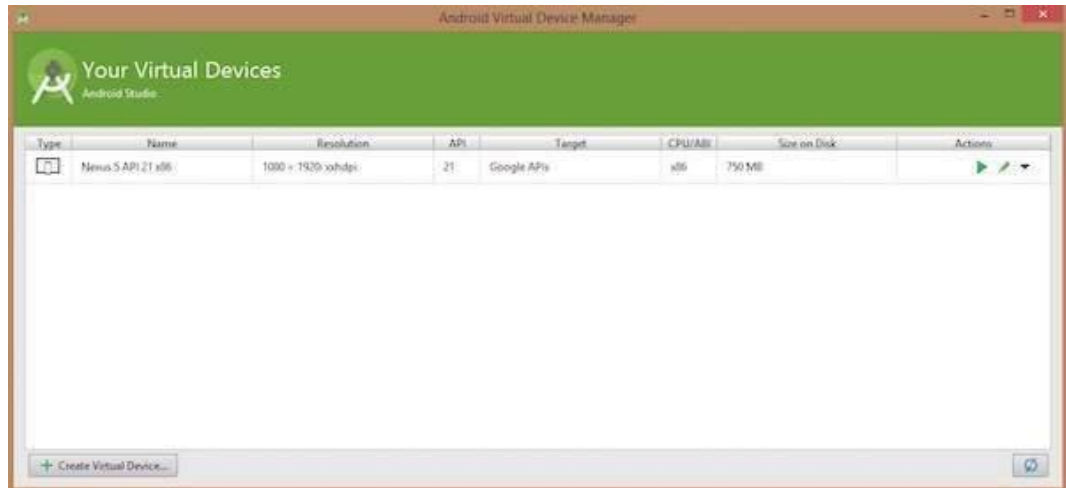 Android Virtual Device Manager
Your Virtual Devices
Android Studio
Type Name Resolution API Target CPU/ABI Size on Disk Actions
Nexus 5 API 21 x86 1080 × 1920: xxhdpi 21 Google APIs x86 750 MB
Create Virtual Device...